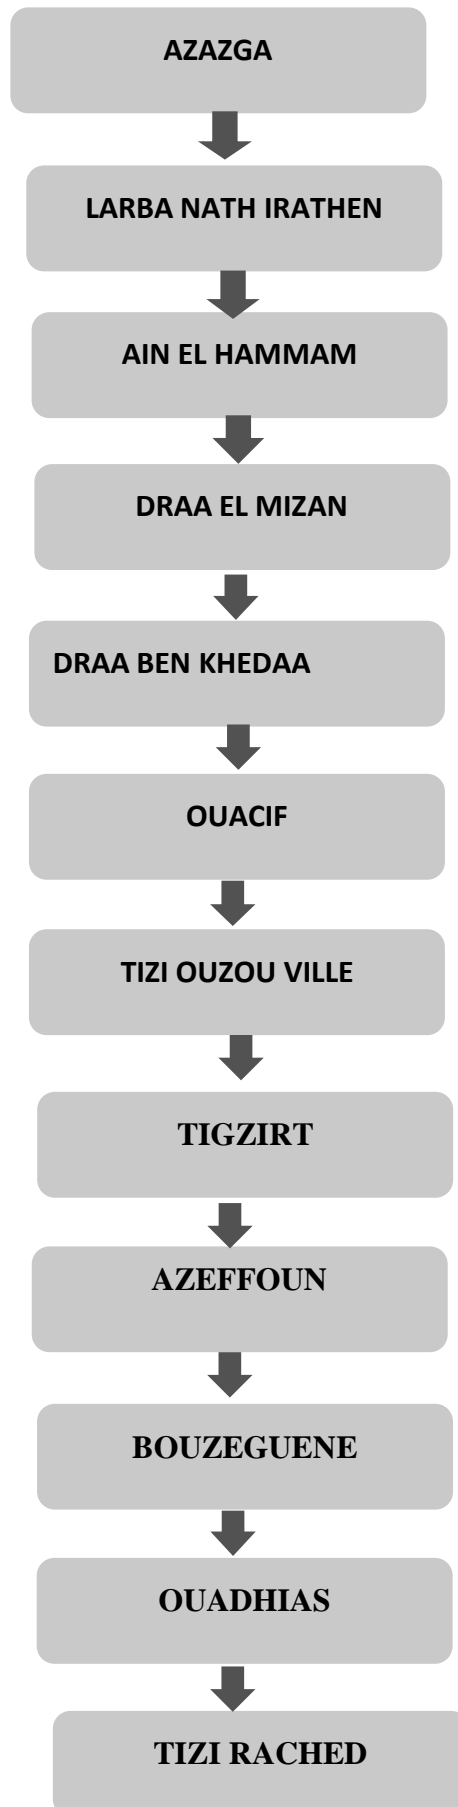 AZAZGA
LARBA NATH IRATHEN
AIN EL HAMMAM
DRAA EL MIZAN
DRAA BEN KHEDAA
OUACIF
TIZI OUZOU VILLE
TIGZIRT
AZEFFOUN
BOUZEGUENE
OUADHIAS
TIZI RACHED